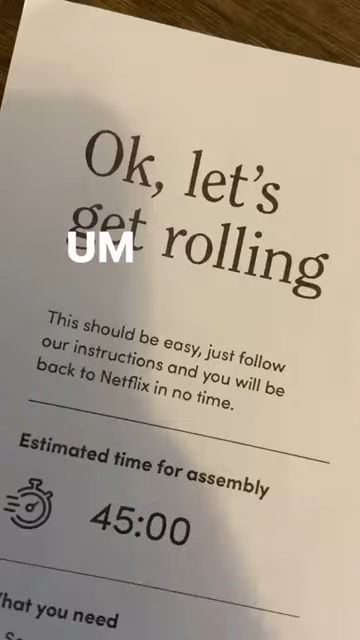 Ok, let's
get rolling
UM
This should be easy, just follow
our instructions and you will be
back to Netflix in no time.
Estimated time for assembly
45:00
What you need